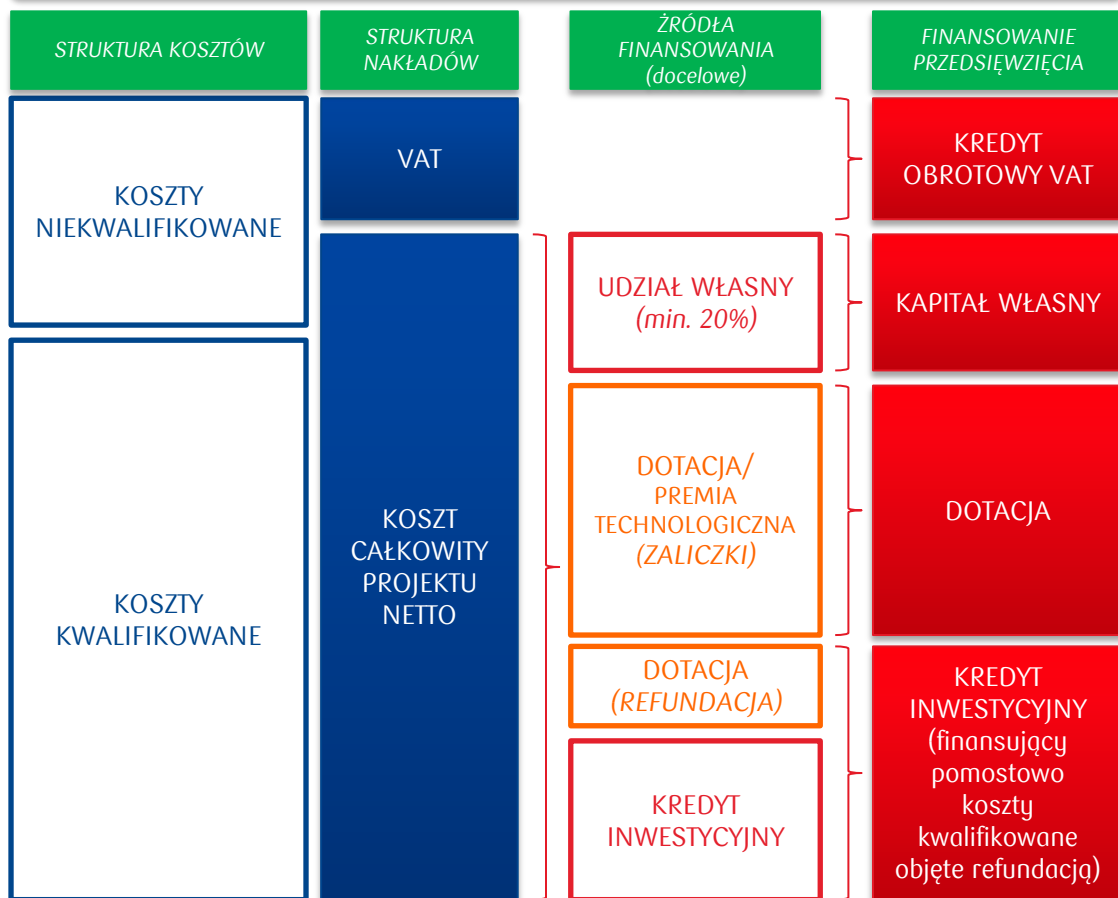 STRUKTURA KOSZTÓW
STRUKTURA
NAKŁADÓW
ŹRÓDŁA
FINANSOWANIA
(docelowe)
FINANSOWANIE
PRZEDSIĘWZIĘCIA
KOSZTY
NIEKWALIFIKOWANE
KOSZTY
KWALIFIKOWANE
VAT
KOSZT
CAŁKOWITY
PROJEKTU
NETTO
UDZIAŁ WŁASNY
(min. 20%)
DOTACJA/
PREMIA
TECHNOLOGICZNA
(ZALICZKI)
DOTACJA
(REFUNDACJA)
KREDYT
INWESTYCYJNY
KREDYT
OBROTOWY VAT
KAPITAŁ WŁASNY
DOTACJA
KREDYT
INWESTYCYJNY
(finansujący
pomostowo
koszty
kwalifikowane
objęte refundacją)